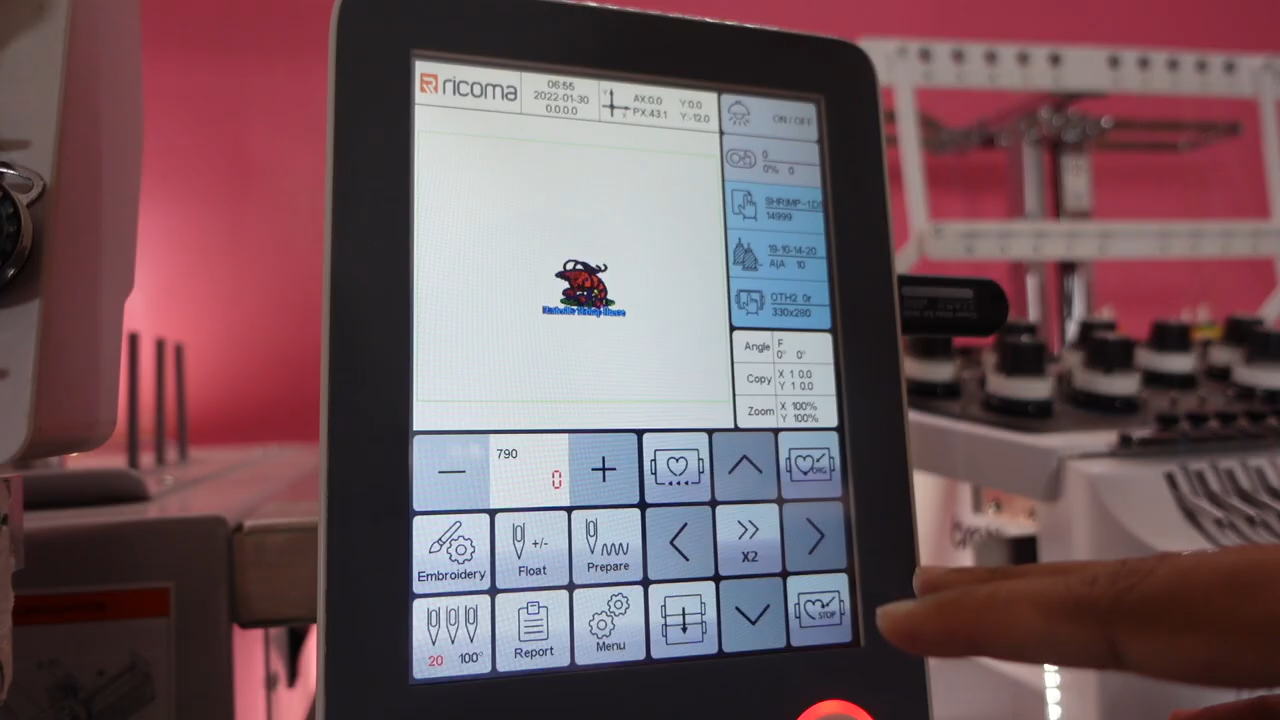 ricoma
06:55
2022-01-30
0.0.0.0
Y
X
AX:0.0 Y:0.0
PX:43.1 Y:-12.0
ON / OFF
0
0% 0
SHRIMP~1.D
14999
19-10-14-20
A|A 10
OTH2 0r
330x280
Angle F
0° 0°
Copy X 1 0.0
Y 1 0.0
Zoom X 100%
Y 100%
790
0
ORG
Embroidery
+/-
Float
Prepare
X2
20 100°
Report
Menu
STOP